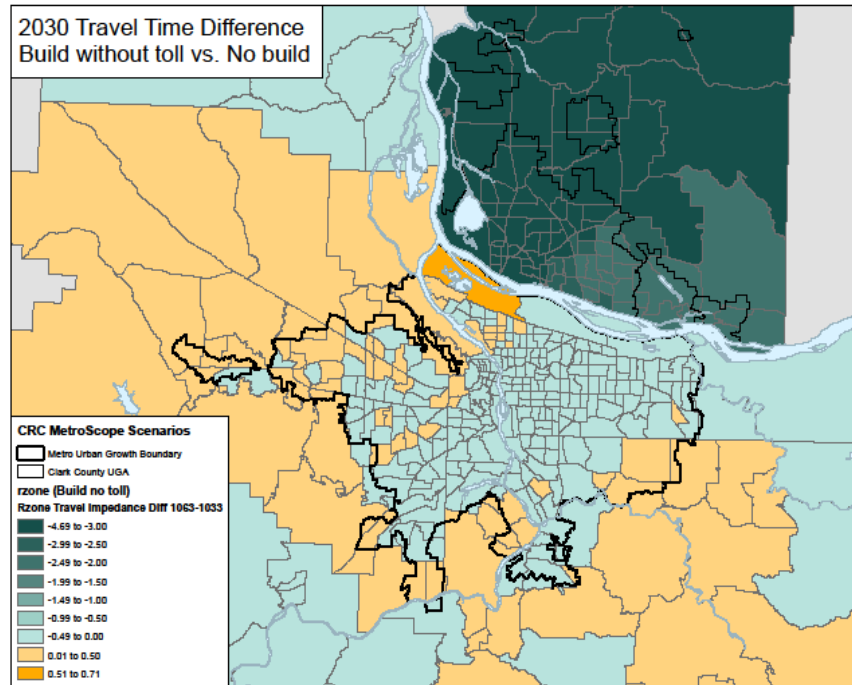 2030 Travel Time Difference
Build without toll vs. No build
CRC MetroScope Scenarios
Metro Urban Growth Boundary
Clark County UGA
rzone (Build no toll)
Rzone Travel Impedance Diff 1063-1033
-4.69 to -3.00
-2.99 to -2.50
-2.49 to -2.00
-1.99 to -1.50
-1.49 to -1.00
-0.99 to -0.50
-0.49 to 0.00
0.01 to 0.50
0.51 to 0.71